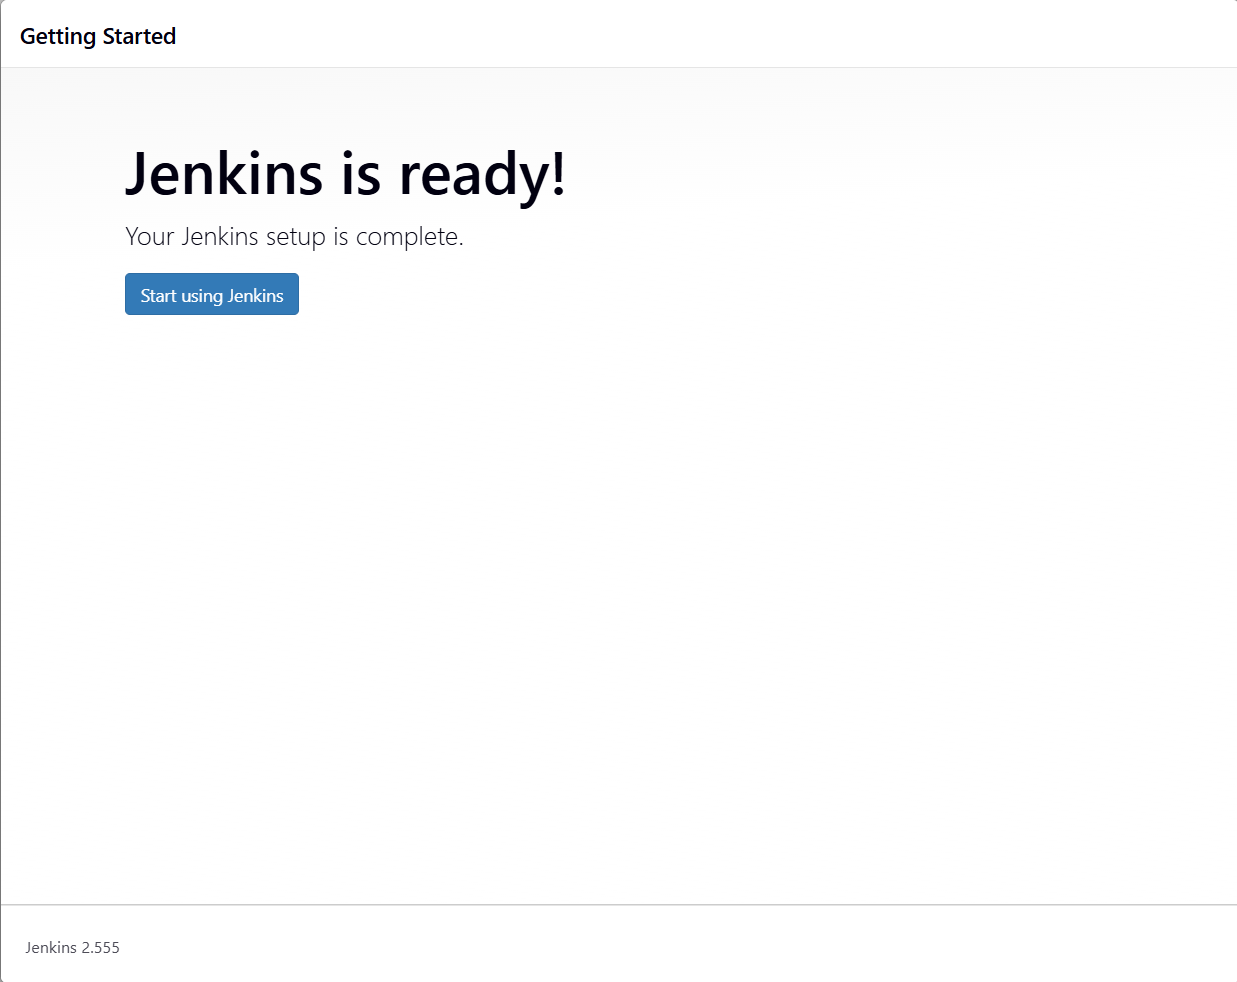 Getting Started
Jenkins is ready!
Your Jenkins setup is complete.
Start using Jenkins
Jenkins 2.555